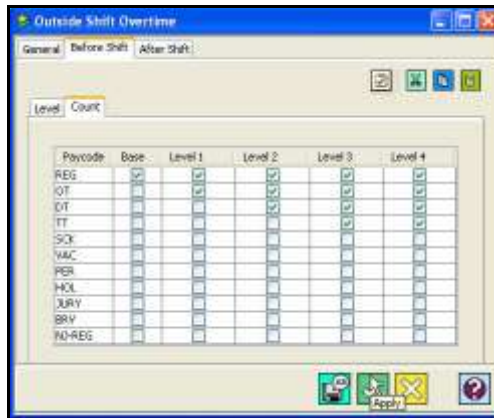 Outside Shift Overtime
General Before Shift After Shift
Level Count
Paycode Base Level 1 Level 2 Level 3 Level 4
REG
OT
DT
TT
SCK
VAC
PER
HOL
JURY
BRV
NO-REG
Apply